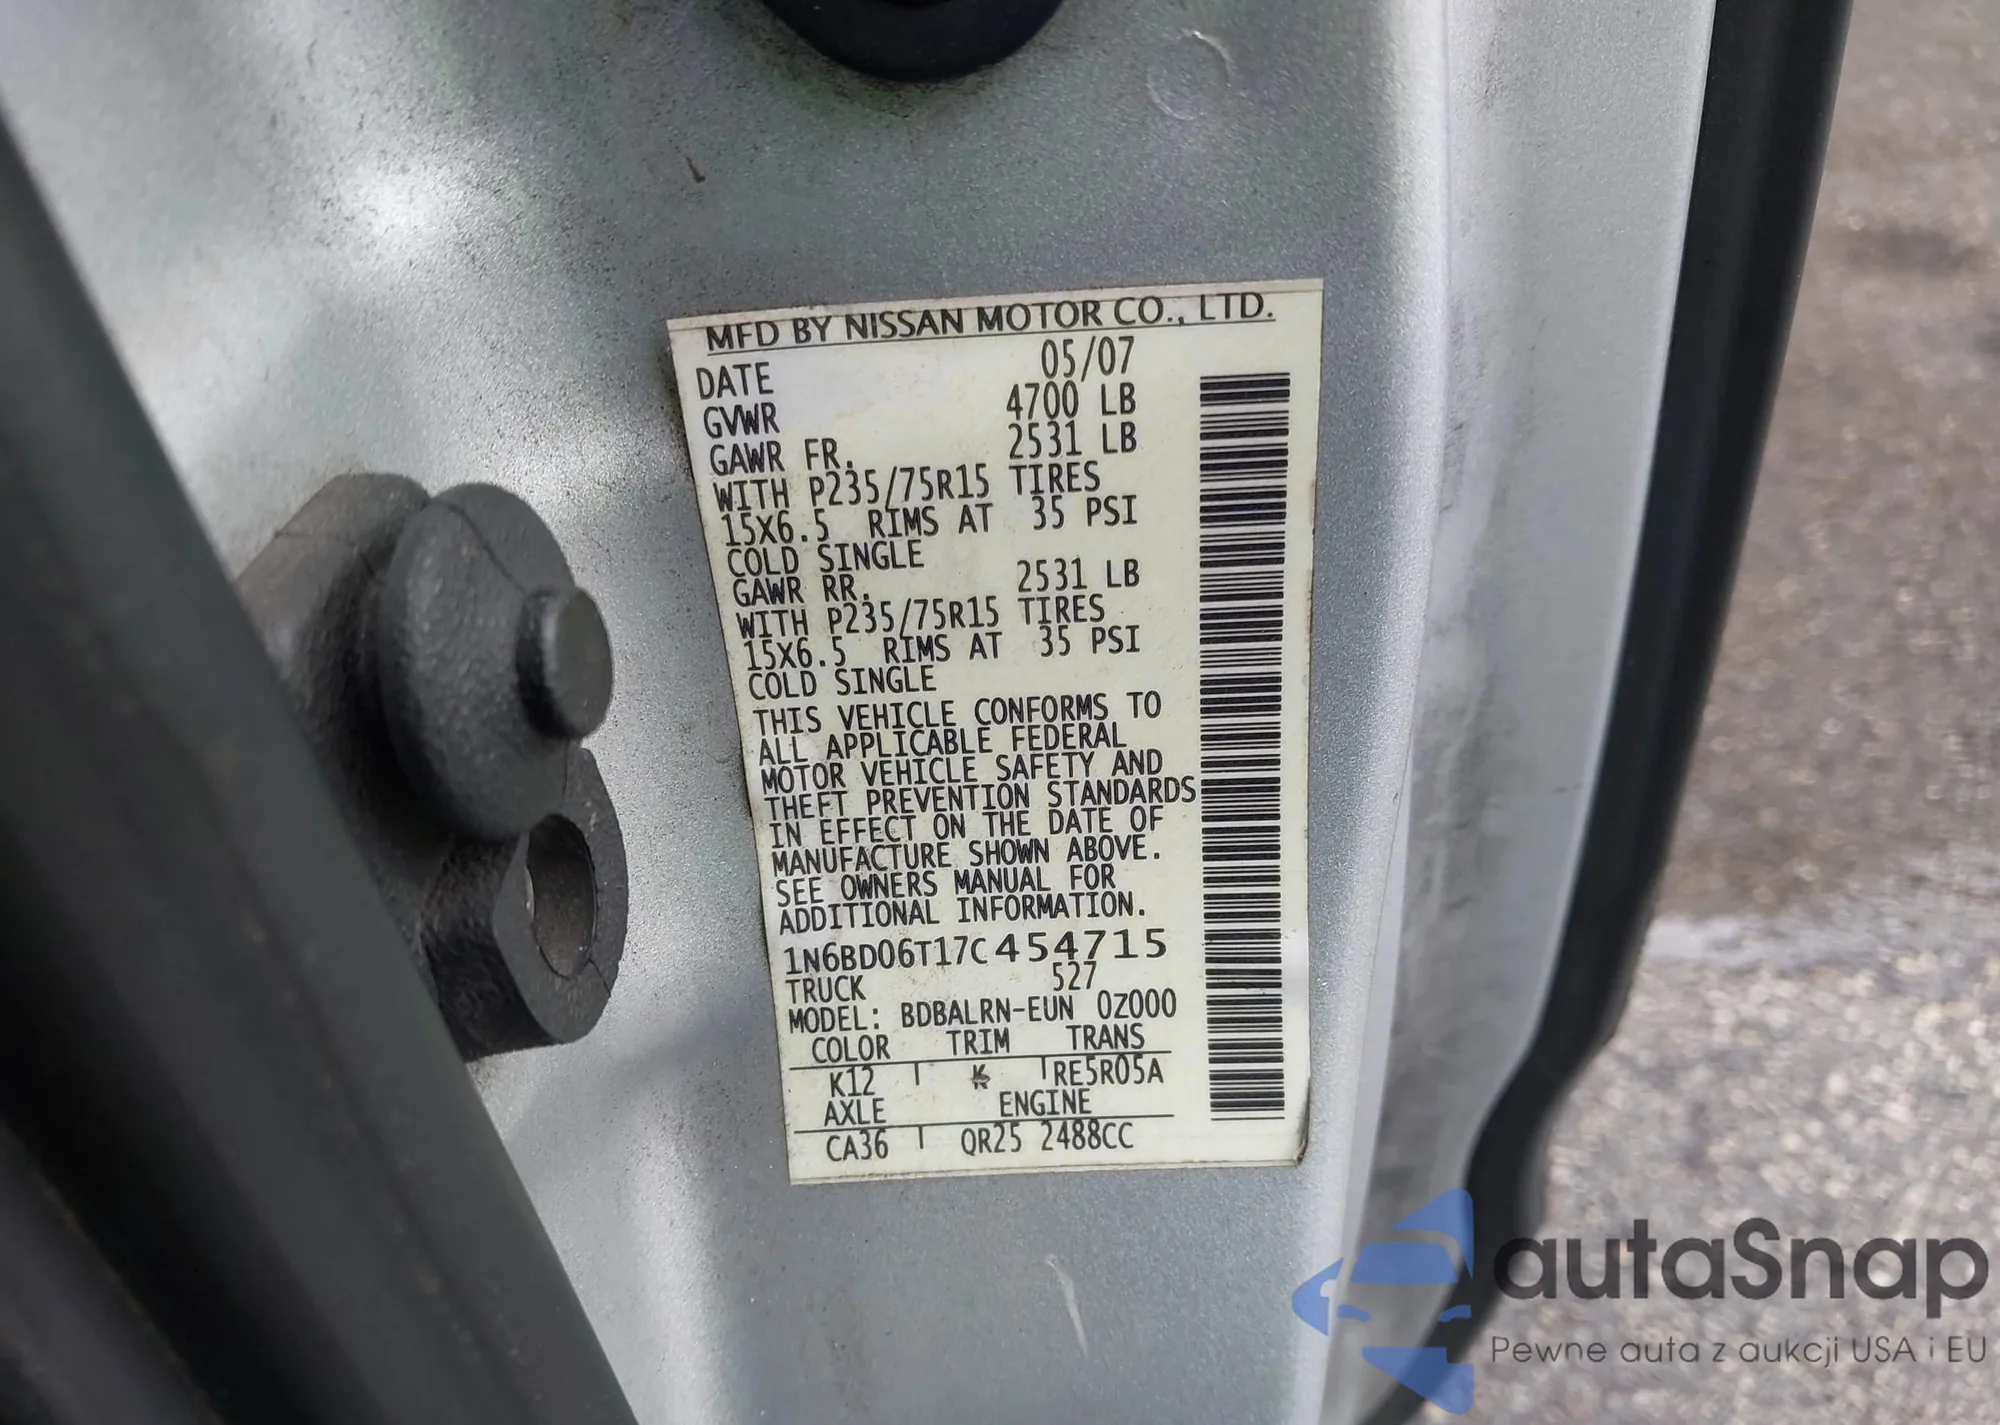 MFD BY NISSAN MOTOR CO., LTD.
DATE 05/07
GVWR 4700 LB
GAWR FR. 2531 LB
WITH P235/75R15 TIRES
15X6.5 RIMS AT 35 PSI
COLD SINGLE
GAWR RR. 2531 LB
WITH P235/75R15 TIRES
15X6.5 RIMS AT 35 PSI
COLD SINGLE
THIS VEHICLE CONFORMS TO
ALL APPLICABLE FEDERAL
MOTOR VEHICLE SAFETY AND
THEFT PREVENTION STANDARDS
IN EFFECT ON THE DATE OF
MANUFACTURE SHOWN ABOVE.
SEE OWNERS MANUAL FOR
ADDITIONAL INFORMATION.
1N6BD06T17C454715
TRUCK 527
MODEL: BDBALRN-EUN 0Z000
COLOR TRIM TRANS
K12 K RE5R05A
AXLE ENGINE
CA36 QR25 2488CC
autaSnap
Pewne auta z aukcji USA i EU